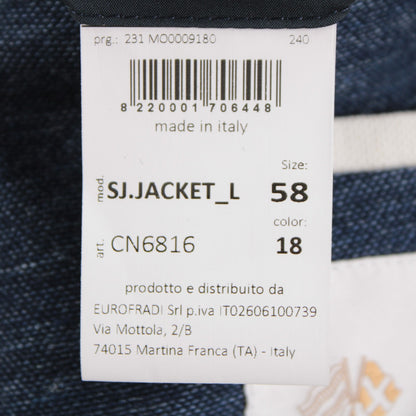 prg.: 231 MO0009180 240
8 220001 706448
made in italy
Size:
mod. SJ.JACKET_L 58
color:
art. CN6816 18
prodotto e distribuito da
EUROFRADI Srl p.iva IT02606100739
Via Mottola, 2/B
74015 Martina Franca (TA) - Italy